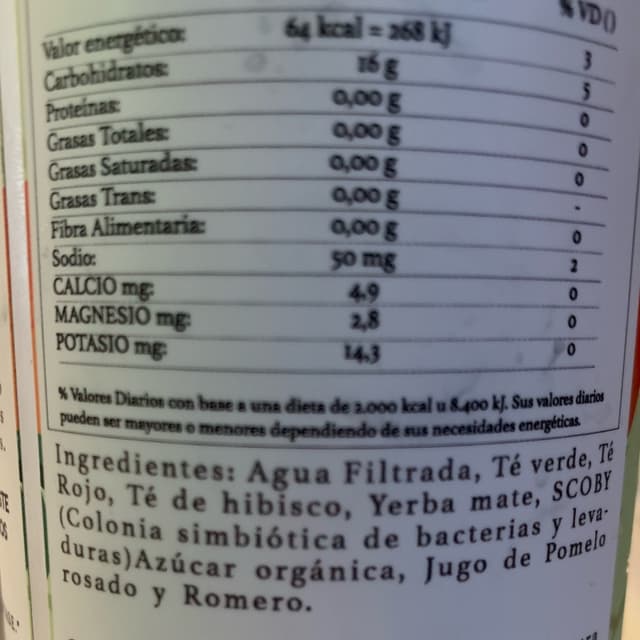 % VD ()
Valor energético: 64 kcal = 268 kJ 3
Carbohidratos: 16 g 5
Proteínas: 0,00 g 0
Grasas Totales: 0,00 g 0
Grasas Saturadas: 0,00 g 0
Grasas Trans: 0,00 g -
Fibra Alimentaria: 0,00 g 0
Sodio: 50 mg 2
CALCIO mg: 4.9 0
MAGNESIO mg: 2,8 0
POTASIO mg: 14,3 0
% Valores Diarios con base a una dieta de 2.000 kcal u 8.400 kJ. Sus valores diarios
pueden ser mayores o menores dependiendo de sus necesidades energéticas.
Ingredientes: Agua Filtrada, Té verde, Té
Rojo, Té de hibisco, Yerba mate, SCOBY
(Colonia simbiótica de bacterias y leva-
duras)Azúcar orgánica, Jugo de Pomelo
rosado y Romero.